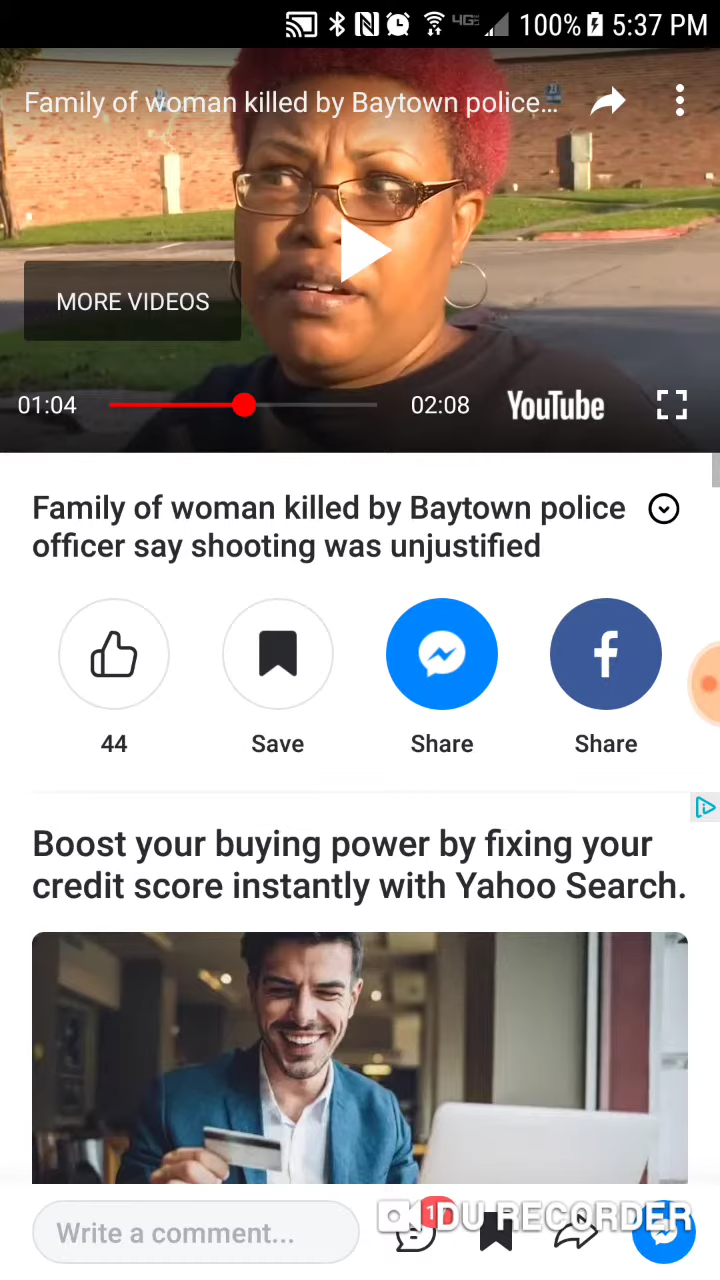 4G 100% 5:37 PM
Family of woman killed by Baytown police...
MORE VIDEOS
01:04 02:08 YouTube
Family of woman killed by Baytown police
officer say shooting was unjustified
44 Save Share Share
Boost your buying power by fixing your
credit score instantly with Yahoo Search.
Write a comment...
DU RECORDER